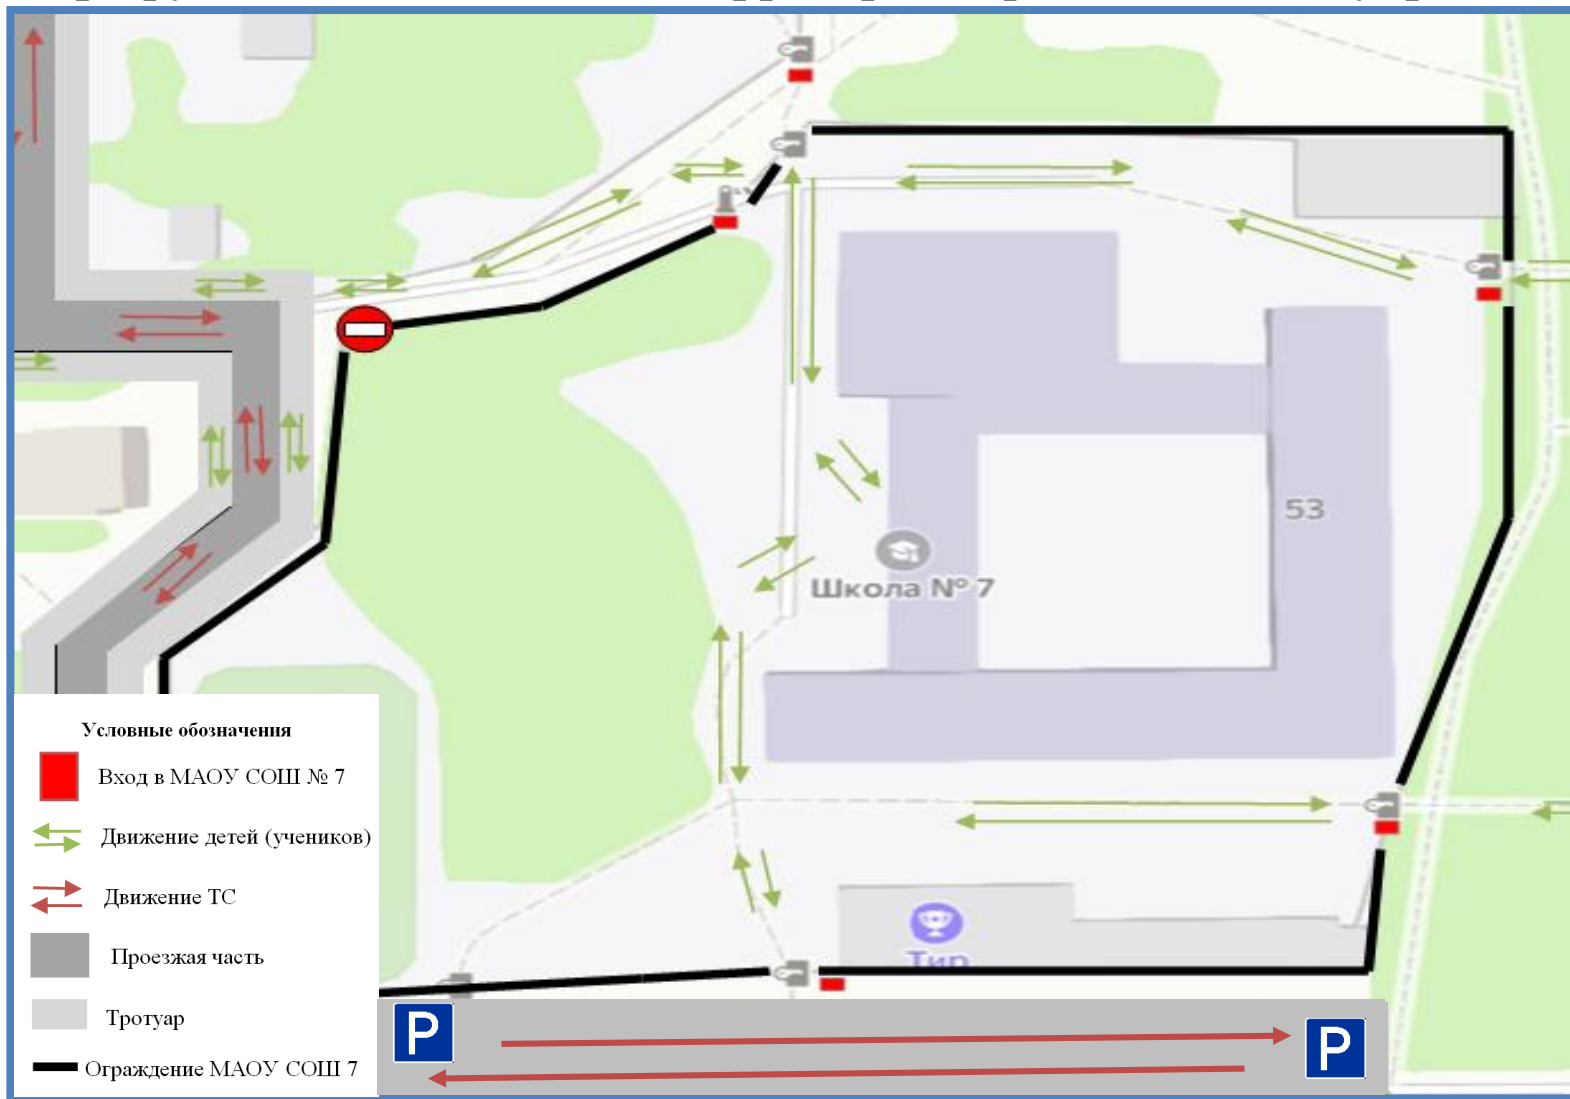 53
Школа № 7
Условные обозначения
Вход в МАОУ СОШ № 7
Движение детей (учеников)
Движение ТС
Проезжая часть
Тротуар
Ограждение МАОУ СОШ 7
Тир
P
P